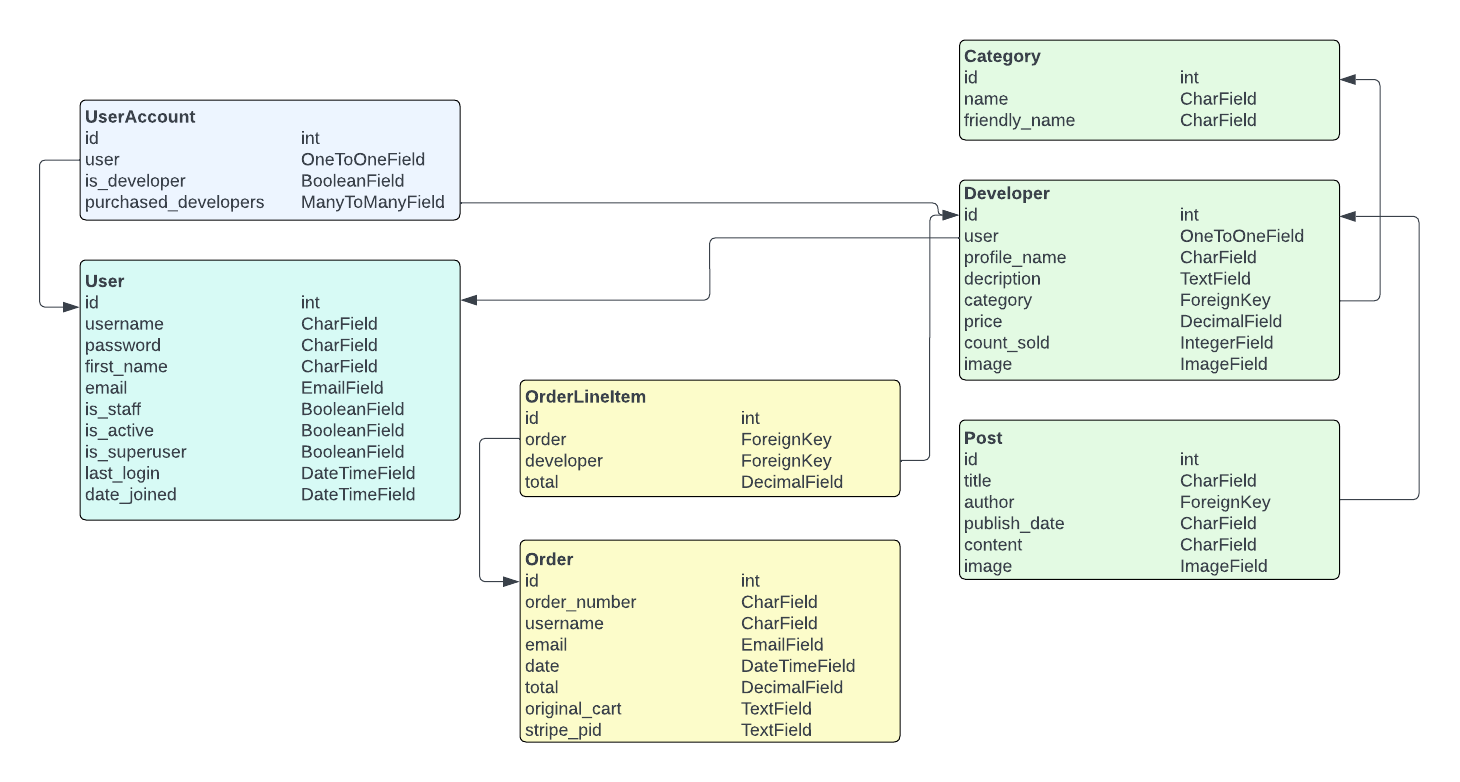 UserAccount
id int
user OneToOneField
is_developer BooleanField
purchased_developers ManyToManyField
User
id int
username CharField
password CharField
first_name CharField
email EmailField
is_staff BooleanField
is_active BooleanField
is_superuser BooleanField
last_login DateTimeField
date_joined DateTimeField
OrderLineItem
id int
order ForeignKey
developer ForeignKey
total DecimalField
Order
id int
order_number CharField
username CharField
email EmailField
date DateTimeField
total DecimalField
original_cart TextField
stripe_pid TextField
Category
id int
name CharField
friendly_name CharField
Developer
id int
user OneToOneField
profile_name CharField
decription TextField
category ForeignKey
price DecimalField
count_sold IntegerField
image ImageField
Post
id int
title CharField
author ForeignKey
publish_date CharField
content CharField
image ImageField